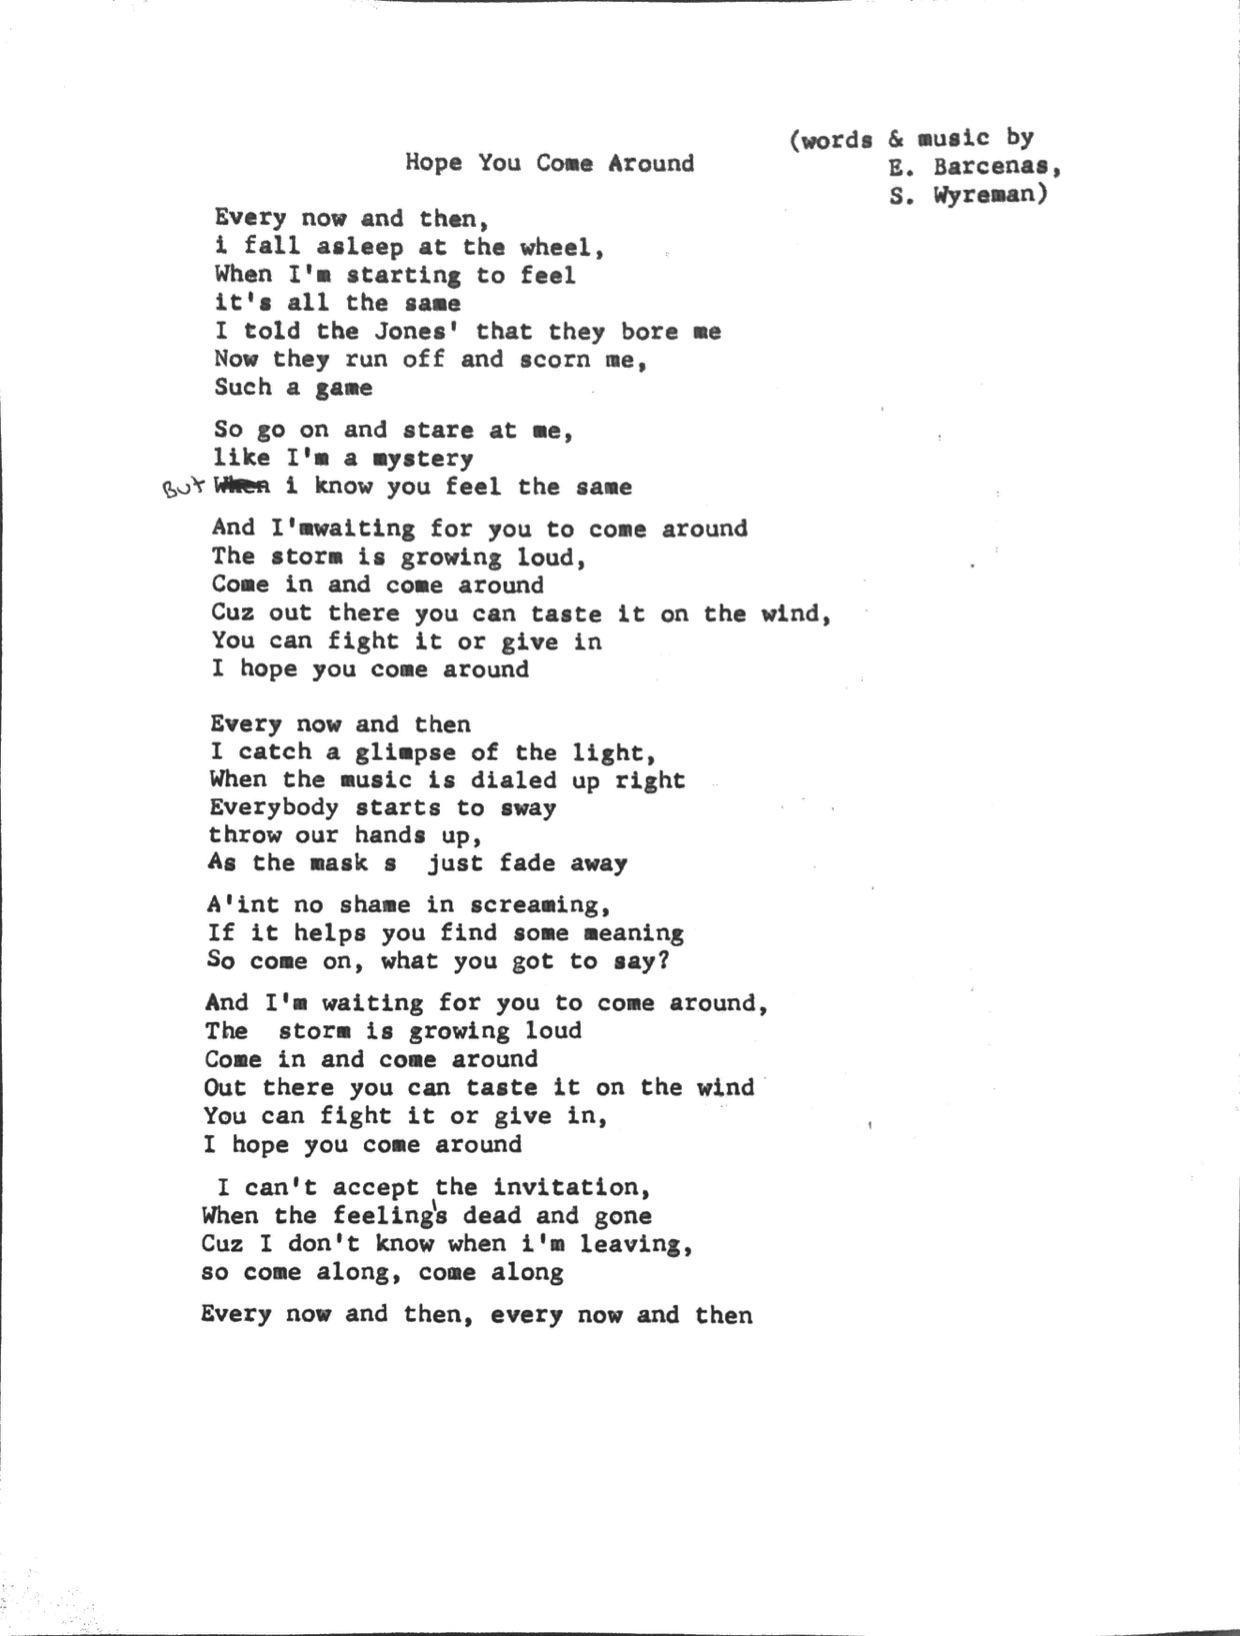 (words & music by
Hope You Come Around
E. Barcenas,
S. Wyreman)
Every now and then,
i fall asleep at the wheel,
When I'm starting to feel
it's all the same
I told the Jones' that they bore me
Now they run off and scorn me,
Such a game
So go on and stare at me,
like I'm a mystery
But When i know you feel the same
And I'mwaiting for you to come around
The storm is growing loud,
Come in and come around
Cuz out there you can taste it on the wind,
You can fight it or give in
I hope you come around
Every now and then
I catch a glimpse of the light,
When the music is dialed up right
Everybody starts to sway
throw our hands up,
As the mask s  just fade away
A'int no shame in screaming,
If it helps you find some meaning
So come on, what you got to say?
And I'm waiting for you to come around,
The  storm is growing loud
Come in and come around
Out there you can taste it on the wind
You can fight it or give in,
I hope you come around
I can't accept the invitation,
When the feeling's dead and gone
Cuz I don't know when i'm leaving,
so come along, come along
Every now and then, every now and then